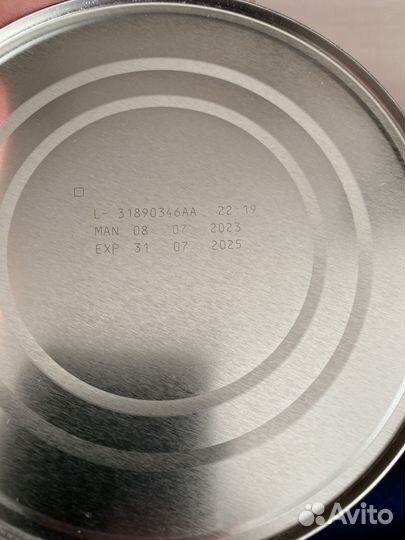 L- 31890346AA 22:19
MAN 08 07 2023
EXP 31 07 2025
Avito